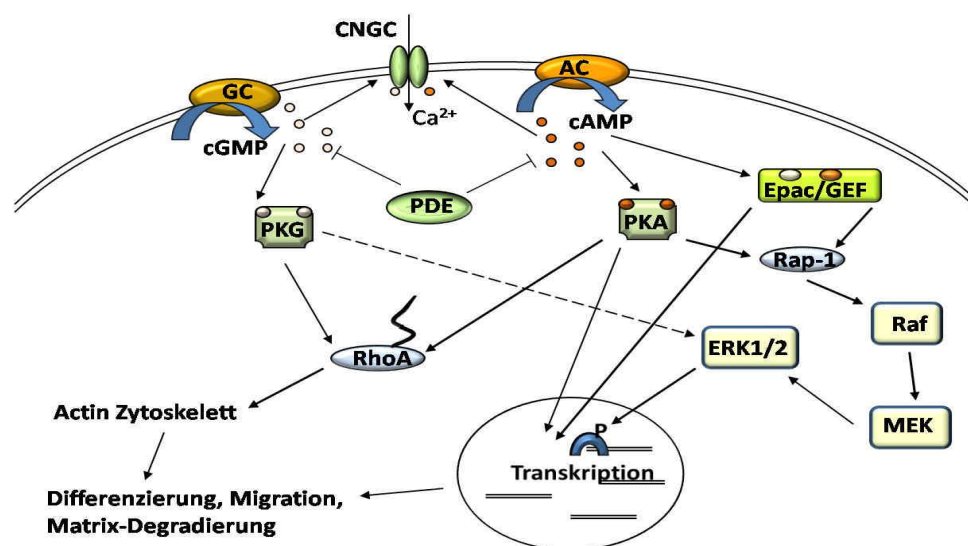 CNGC
GC
AC
Ca²⁺
cGMP
cAMP
PDE
Epac/GEF
PKG
PKA
Rap-1
Raf
RhoA
ERK1/2
Actin Zytoskelett
MEK
P
Transkription
Differenzierung, Migration,
Matrix-Degradierung